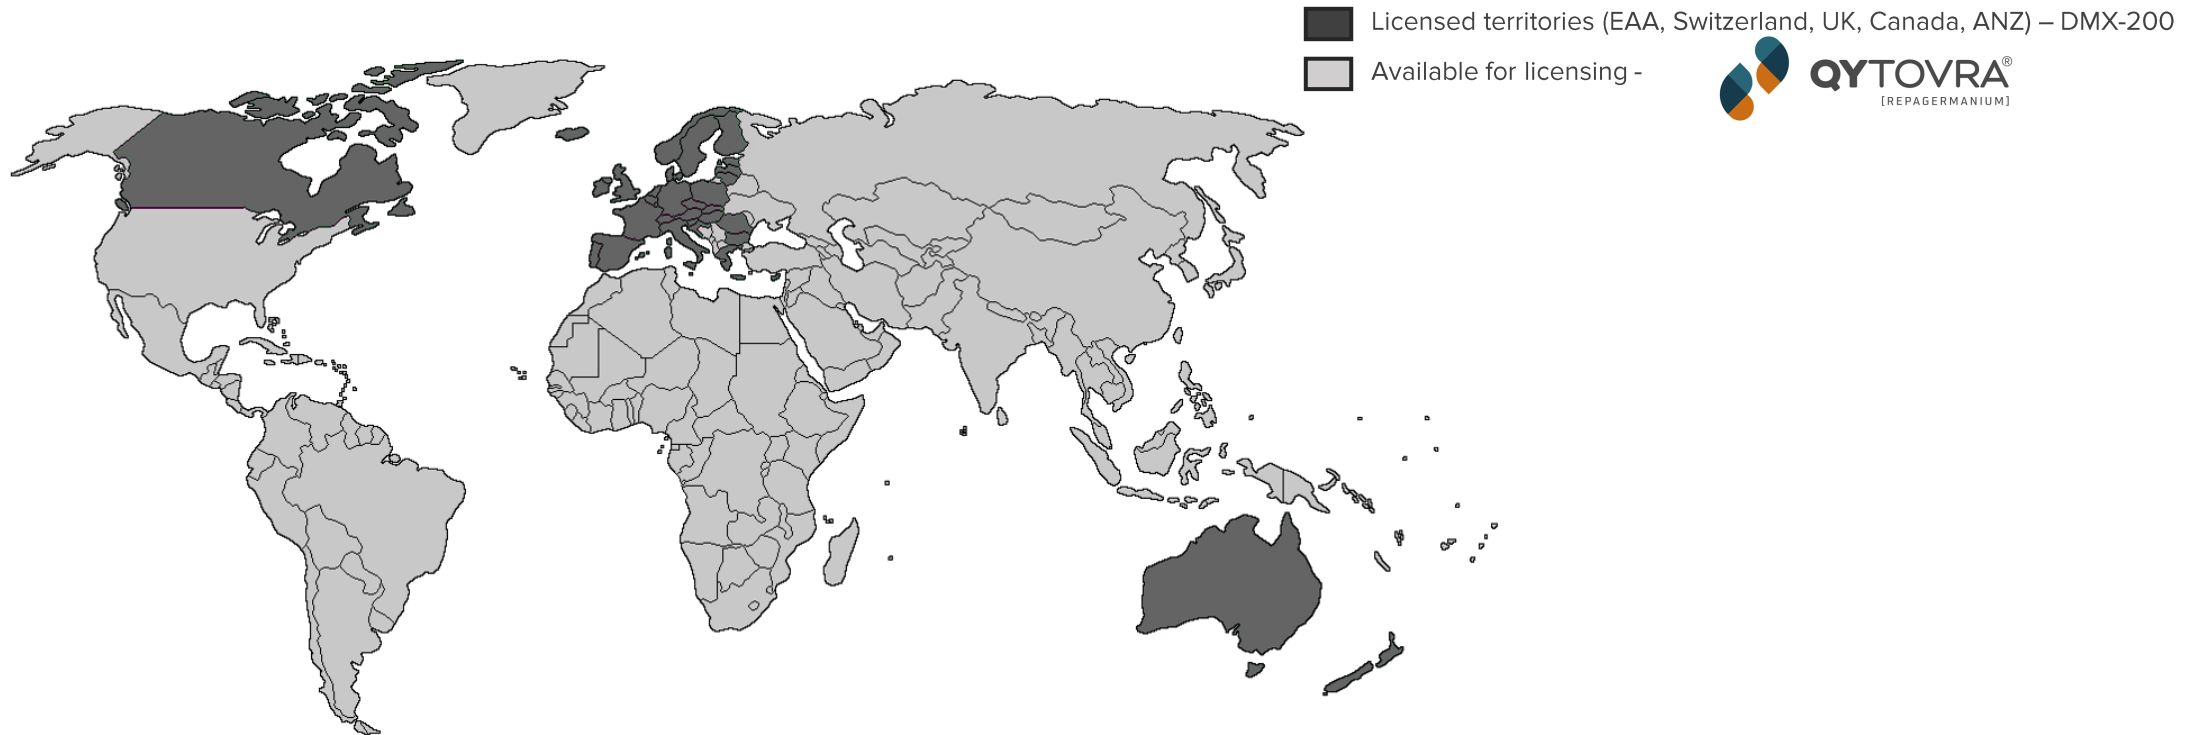 Licensed territories (EAA, Switzerland, UK, Canada, ANZ) – DMX-200
Available for licensing -
QYTOVRA®
[REPAGERMANIUM]